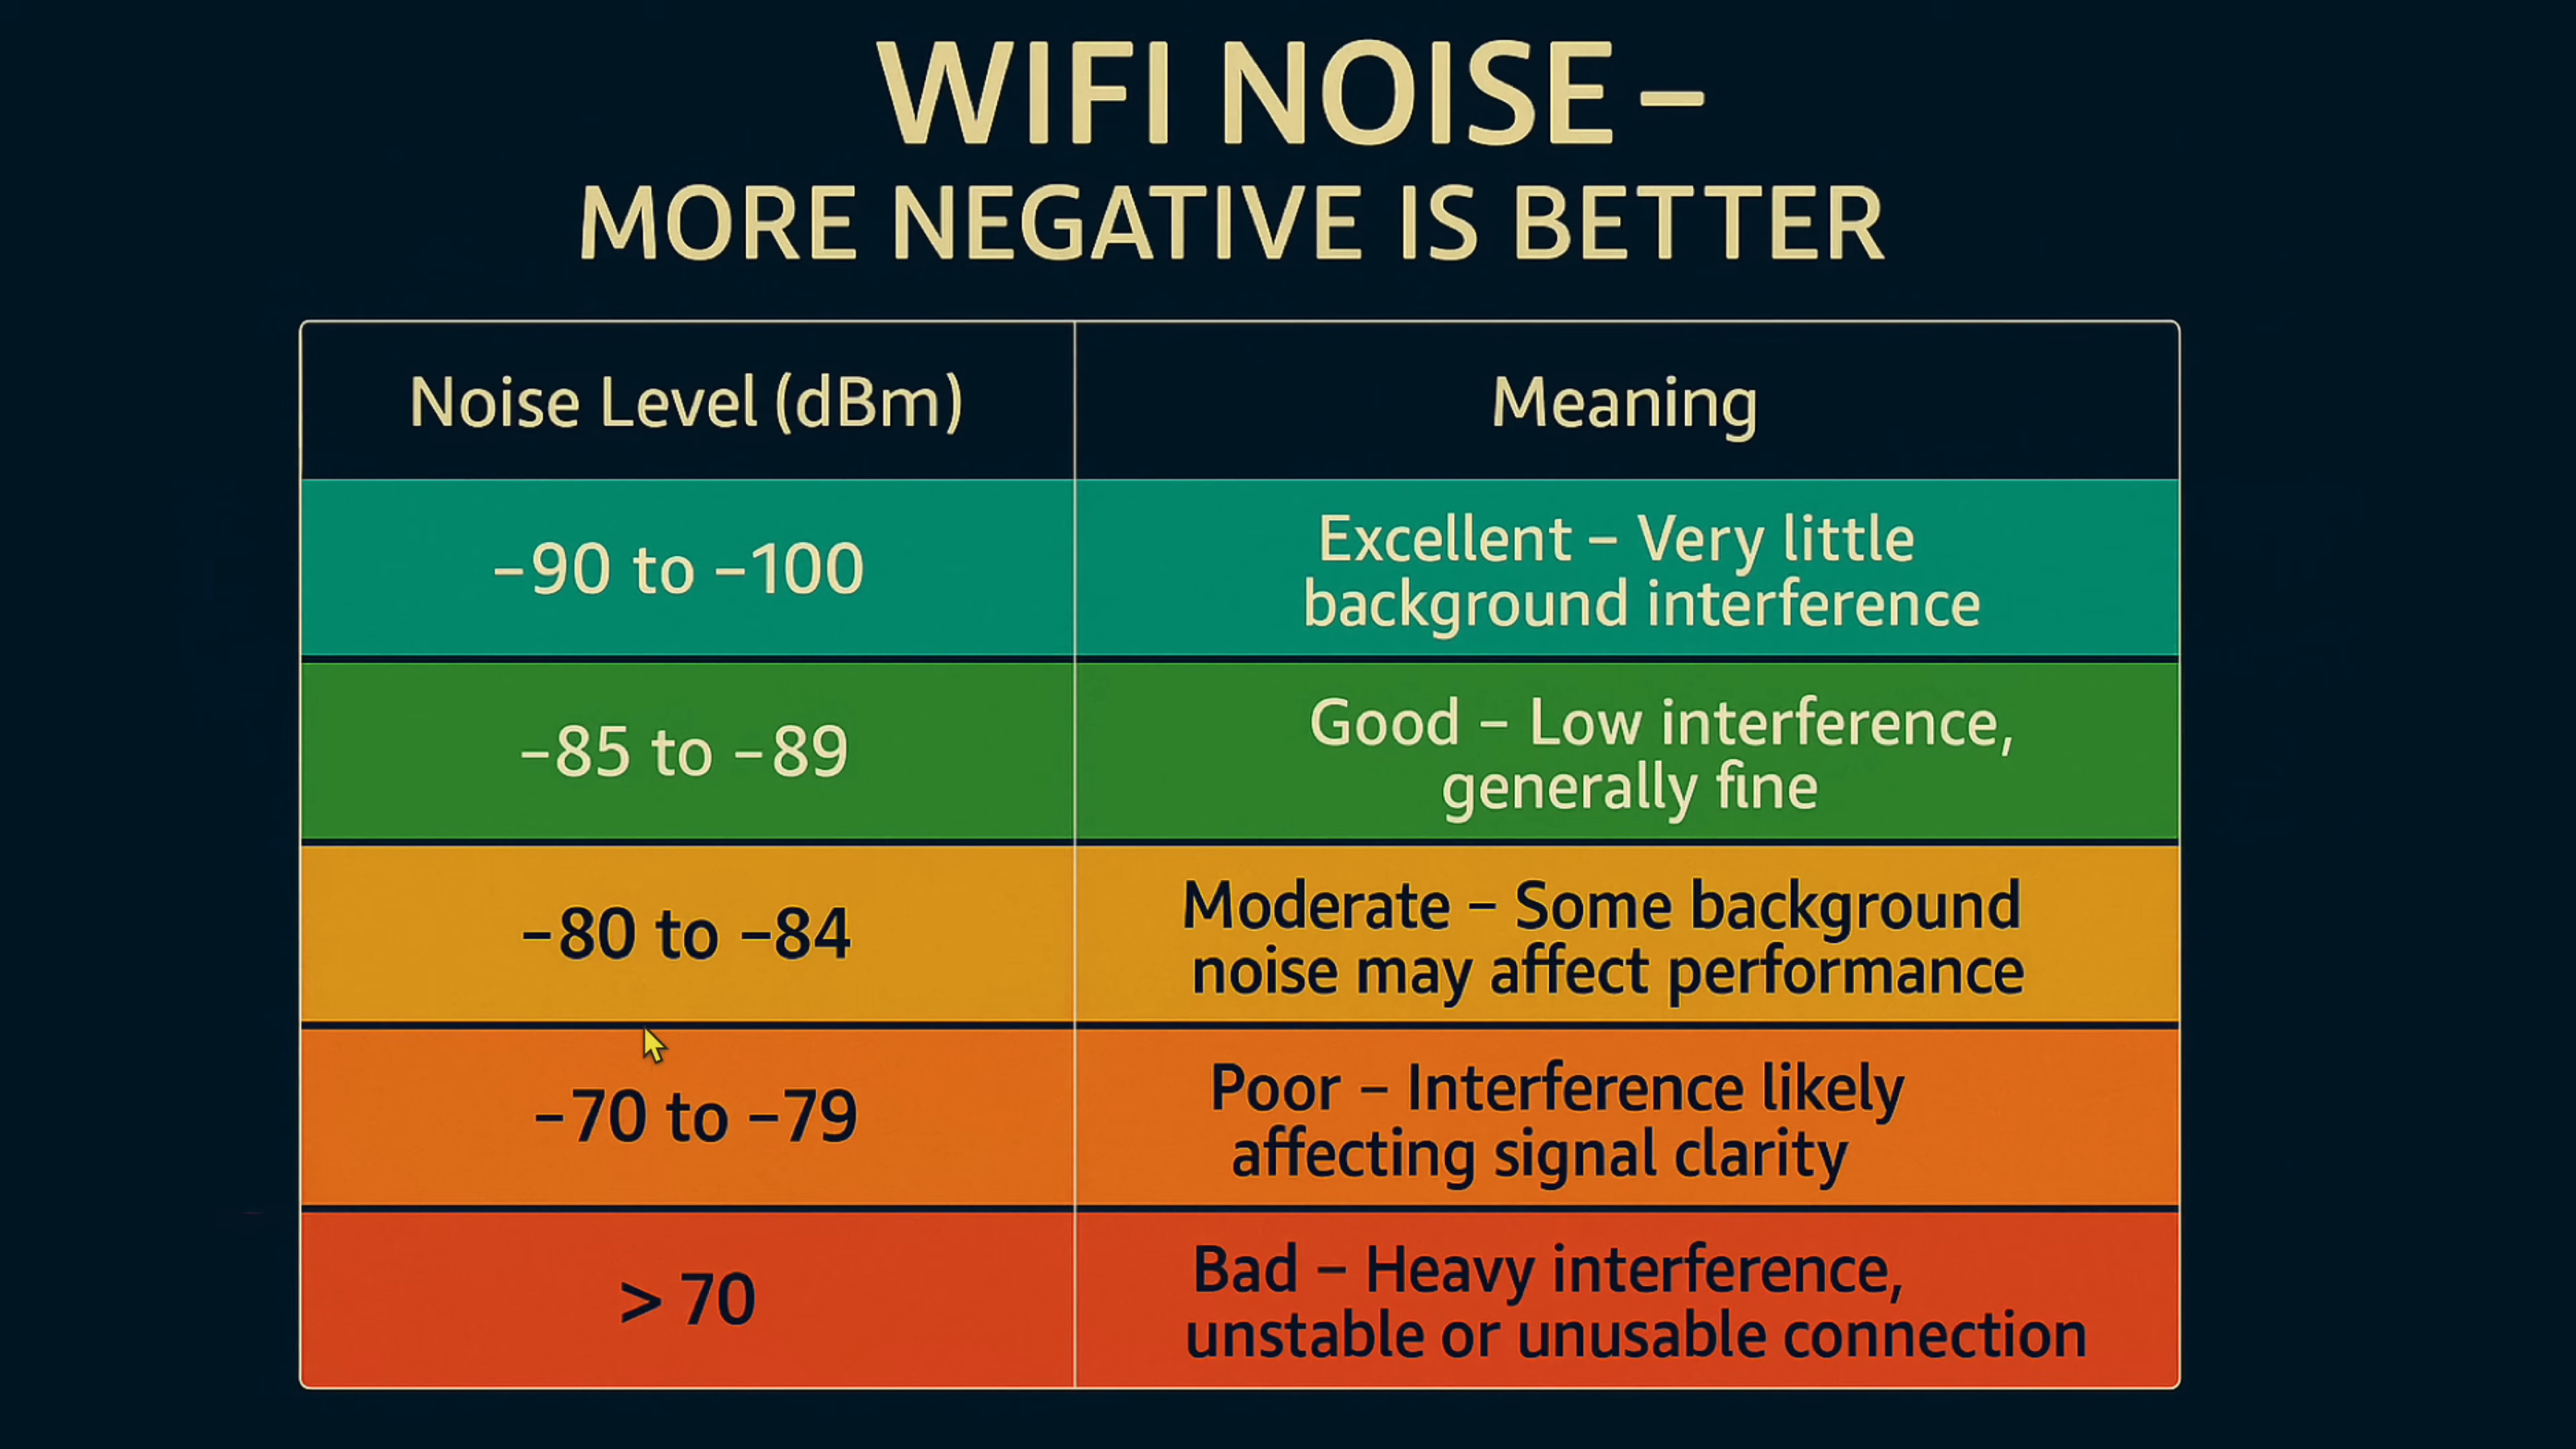 WIFI NOISE–
MORE NEGATIVE IS BETTER
Noise Level (dBm)
Meaning
–90 to –100
Excellent – Very little
background interference
–85 to –89
Good – Low interference,
generally fine
–80 to –84
Moderate – Some background
noise may affect performance
–70 to –79
Poor – Interference likely
affecting signal clarity
> 70
Bad – Heavy interference,
unstable or unusable connection